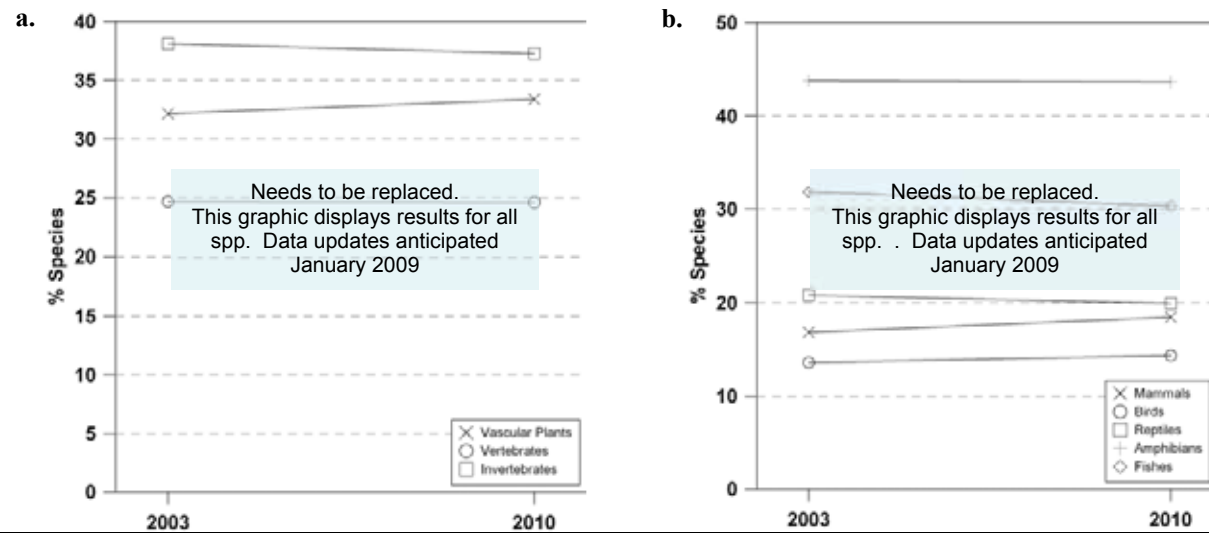 a.
40
35
30
25
20
15
10
5
0
% Species
Needs to be replaced.
This graphic displays results for all
spp. Data updates anticipated
January 2009
Vascular Plants
Vertebrates
Invertebrates
2003
2010
b.
50
40
30
20
10
0
% Species
Needs to be replaced.
This graphic displays results for all
spp. . Data updates anticipated
January 2009
Mammals
Birds
Reptiles
Amphibians
Fishes
2003
2010